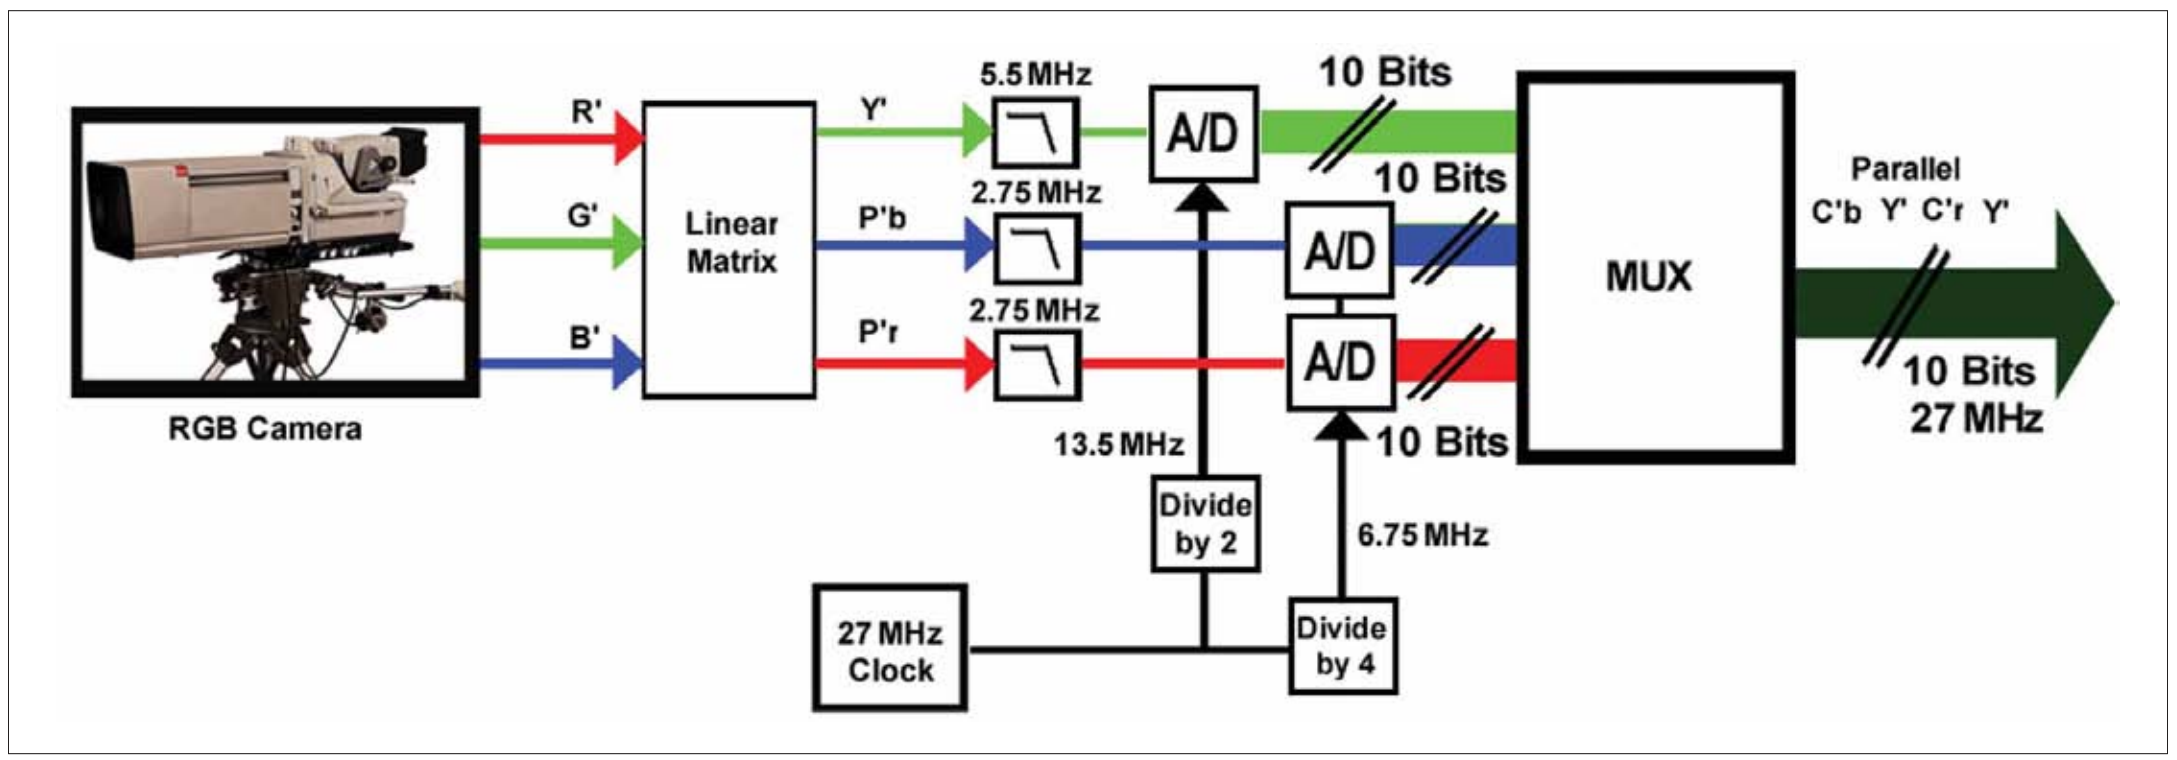 5.5 MHz
10 Bits
R'
Y'
A/D
Parallel
C'b Y' C'r Y'
10 Bits
2.75 MHz
G'
P'b
Linear
Matrix
A/D
MUX
2.75 MHz
B'
P'r
A/D
10 Bits
27 MHz
RGB Camera
13.5 MHz
10 Bits
Divide
by 2
6.75 MHz
27 MHz
Clock
Divide
by 4